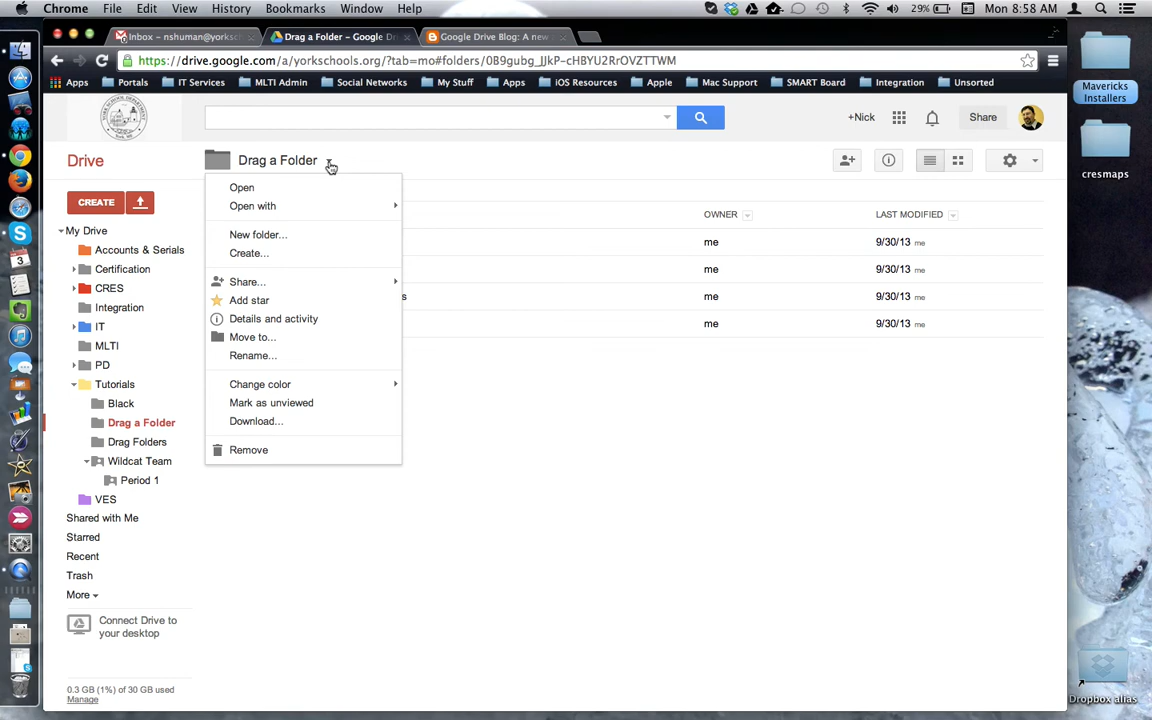 Chrome File Edit View History Bookmarks Window Help 29% Mon 8:58 AM
Inbox – nshuman@yorksc Drag a Folder – Google Dri Google Drive Blog: A new a
https://drive.google.com/a/yorkschools.org/?tab=mo#folders/0B9gubg_JJkP-cHBYU2RrOVZTTWM
Apps Portals IT Services MLTI Admin Social Networks My Stuff Apps iOS Resources Apple Mac Support SMART Board Integration Unsorted
+Nick Share
Drive Drag a Folder
CREATE
My Drive
Accounts & Serials
Certification
CRES
Integration
IT
MLTI
PD
Tutorials
Black
Drag a Folder
Drag Folders
Wildcat Team
Period 1
VES
Shared with Me
Starred
Recent
Trash
More
Connect Drive to
your desktop
0.3 GB (1%) of 30 GB used
Manage
Open
Open with
New folder...
Create...
Share...
Add star
Details and activity
Move to...
Rename...
Change color
Mark as unviewed
Download...
Remove
OWNER LAST MODIFIED
me 9/30/13 me
me 9/30/13 me
s me 9/30/13 me
me 9/30/13 me
Mavericks
Installers
cresmaps
Dropbox alias
3